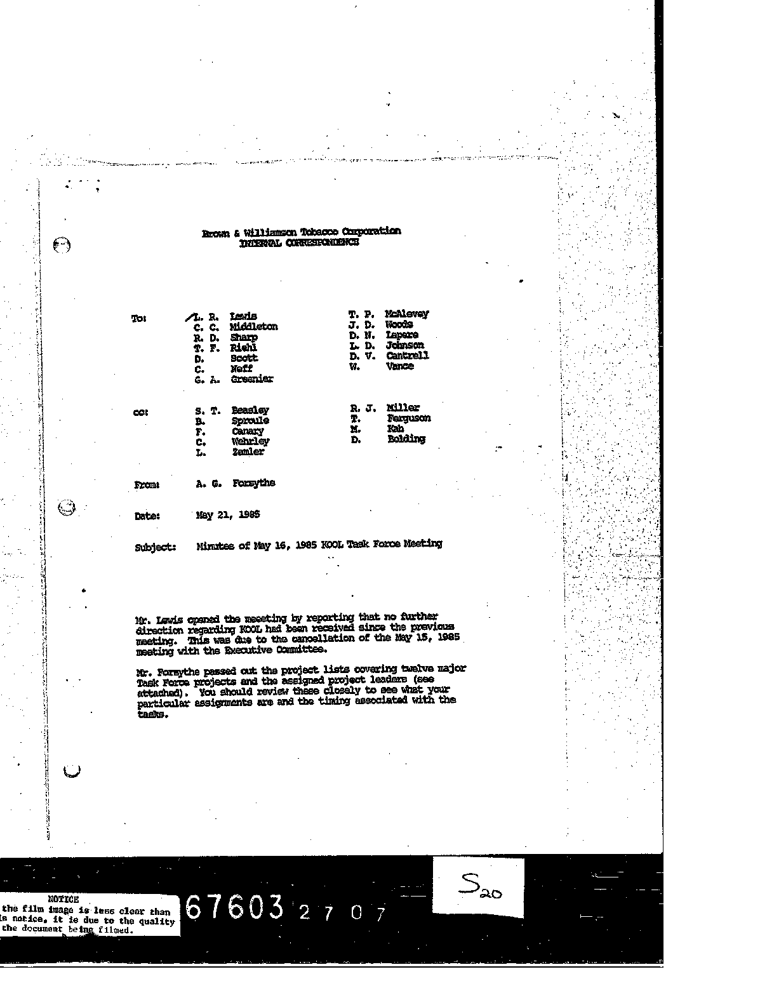 Brown & Williamson Tobacco Corporation
INTERNAL CORRESPONDENCE
To: L. R. Lewis T. P. McAlevey
C. C. Middleton J. D. Woods
R. D. Sharp D. N. Lapere
T. F. Riehl L. D. Johnson
D. Scott D. V. Cantrell
C. Neff W. Vance
G. A. Greenier
cc: S. T. Beasley R. J. Miller
B. Sproule T. Ferguson
F. Canary M. Kah
C. Wehrley D. Bolding
L. Zemler
From: A. G. Forsythe
Date: May 21, 1985
Subject: Minutes of May 16, 1985 KOOL Task Force Meeting
Mr. Lewis opened the meeting by reporting that no further
direction regarding KOOL had been received since the previous
meeting. This was due to the cancellation of the May 15, 1985
meeting with the Executive Committee.
Mr. Forsythe passed out the project lists covering twelve major
Task Force projects and the assigned project leaders (see
attached). You should review these closely to see what your
particular assignments are and the timing associated with the
tasks.
S20
NOTICE
the film image is less clear than
is notice, it is due to the quality
the document being filmed.
67603 2707